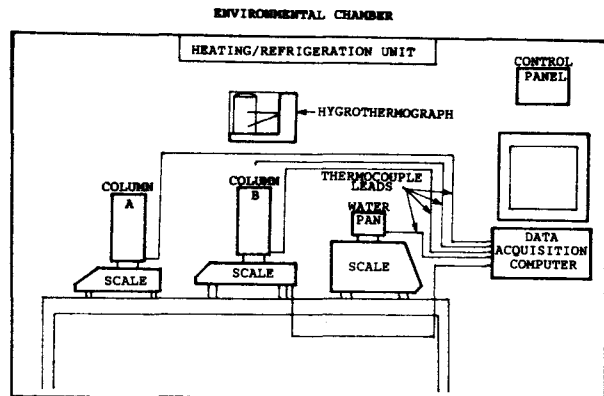 ENVIRONMENTAL CHAMBER
HEATING/REFRIGERATION UNIT
CONTROL
PANEL
HYGROTHERMOGRAPH
COLUMN
A
COLUMN
B
THERMOCOUPLE
LEADS
WATER
PAN
SCALE
SCALE
SCALE
DATA
ACQUISITION
COMPUTER